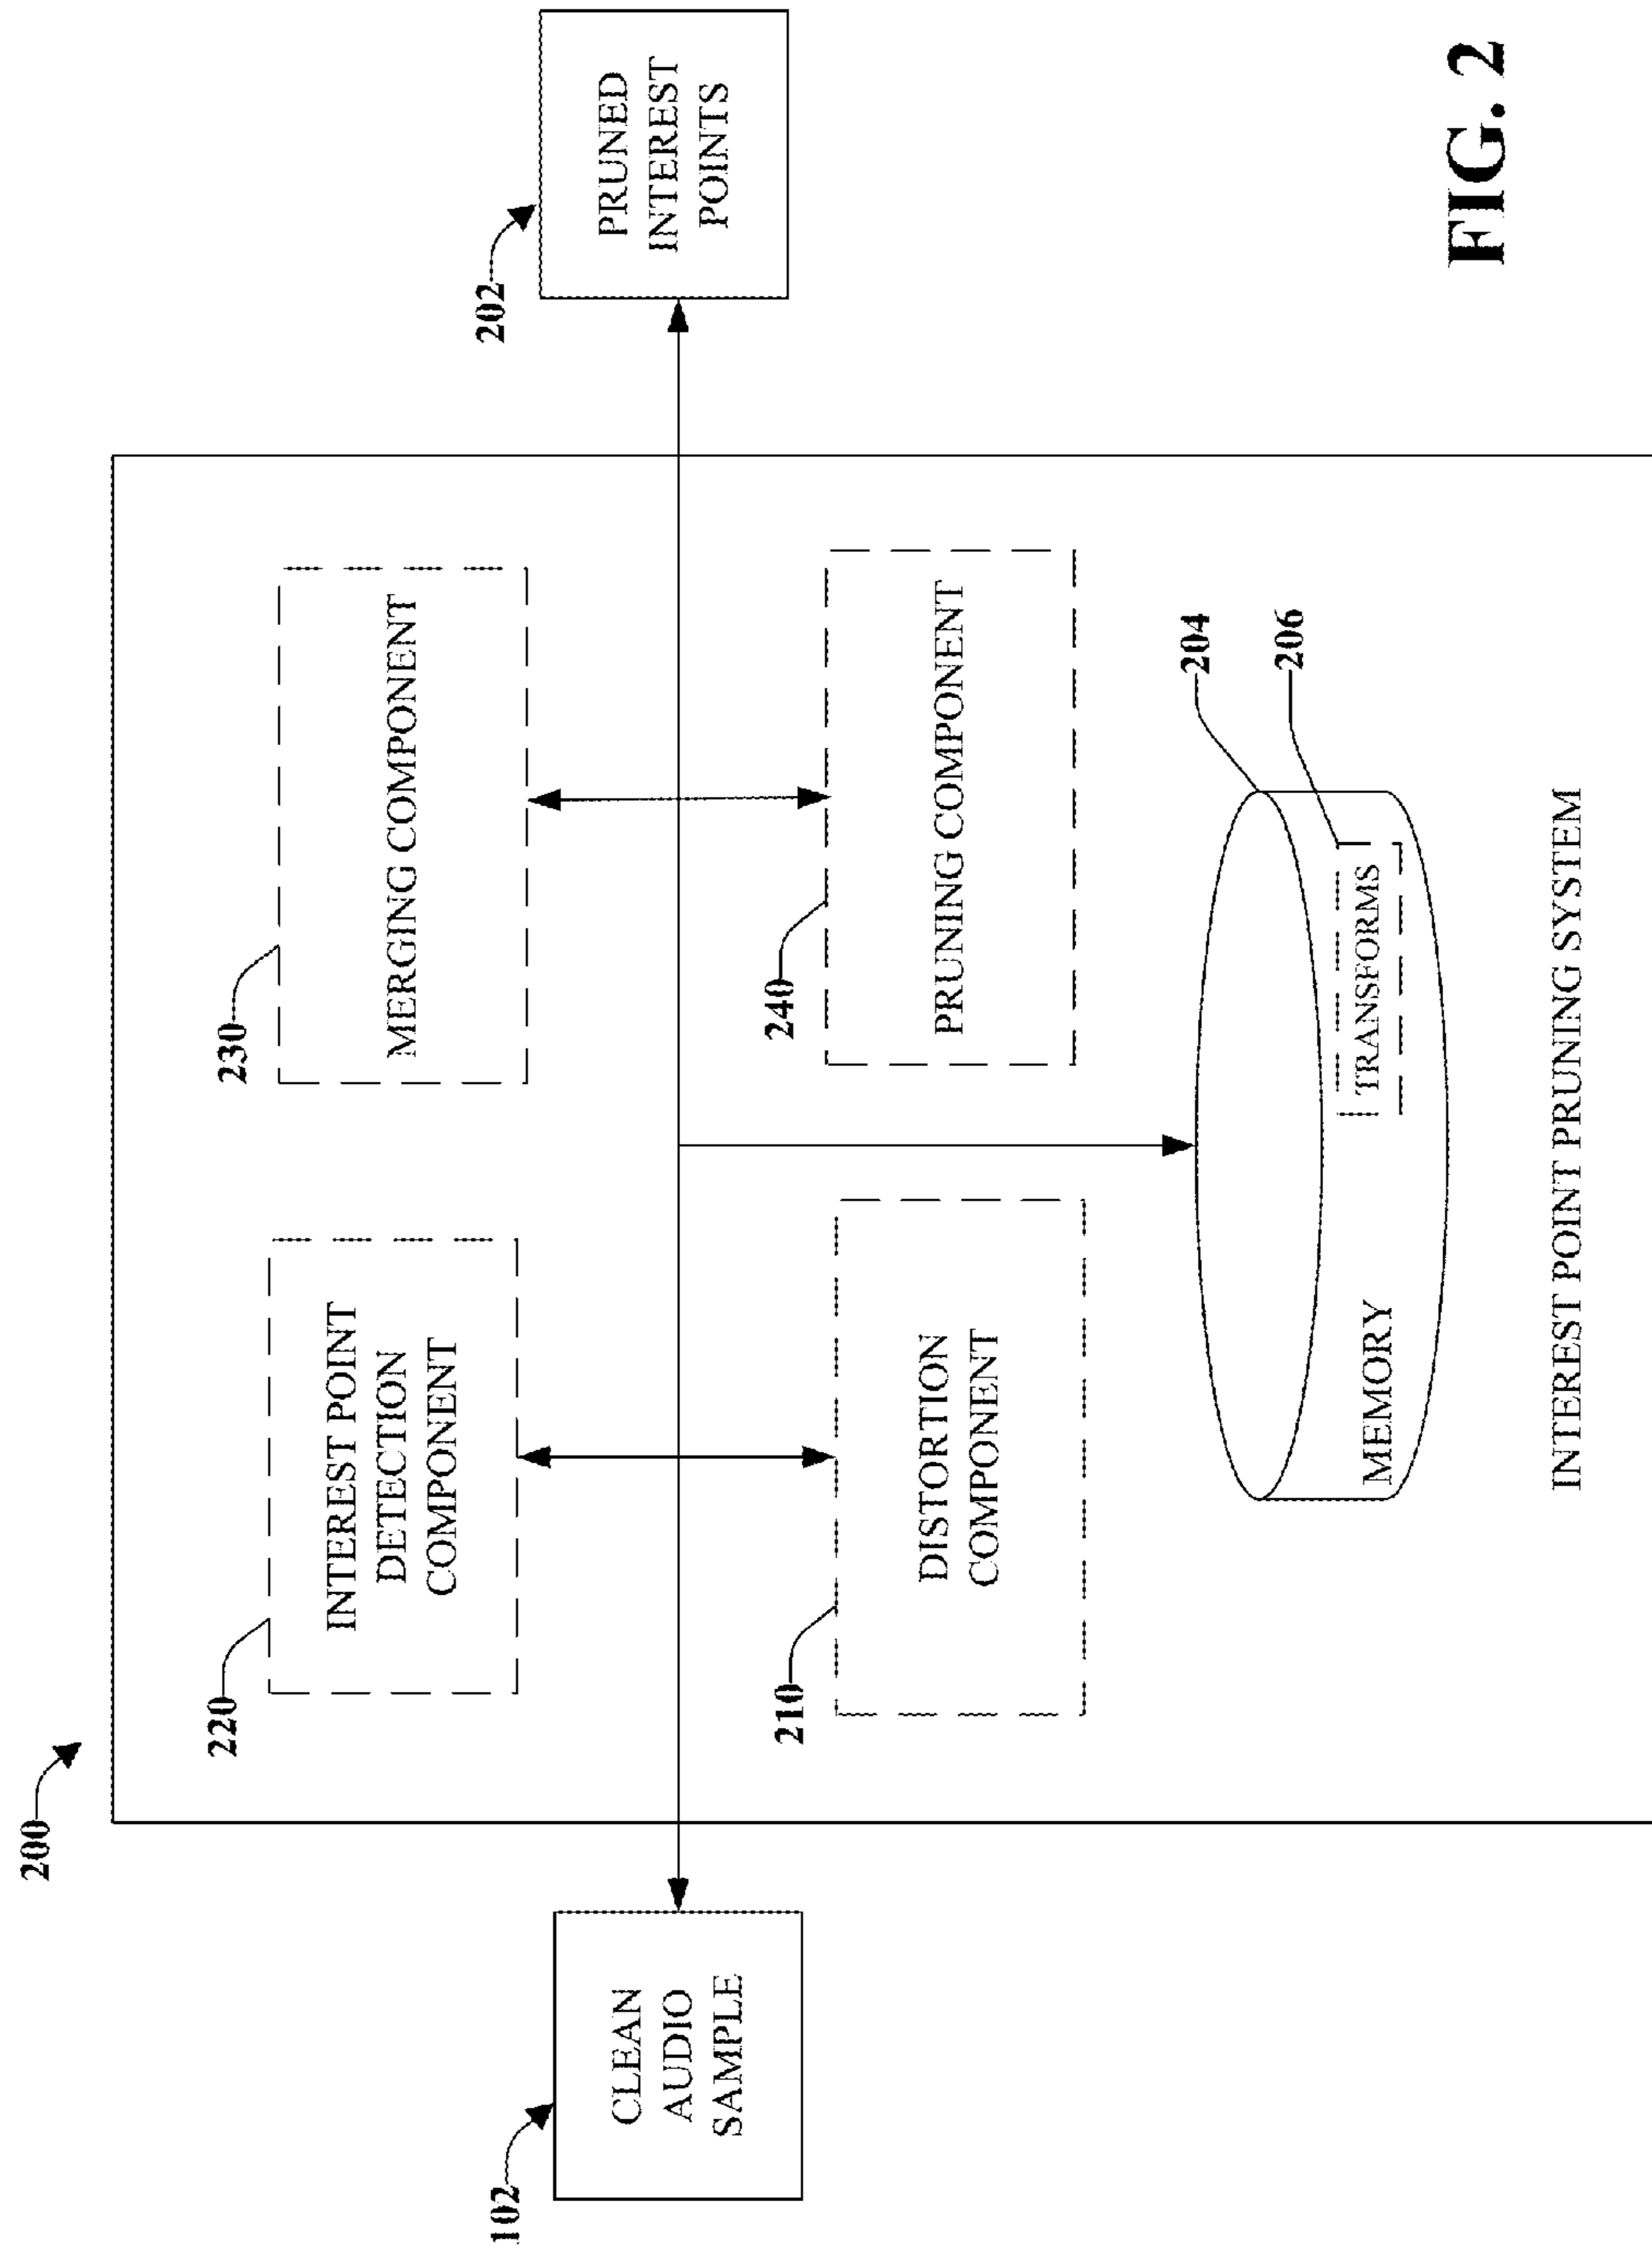 200
220
INTEREST POINT
DETECTION
COMPONENT
230
MERGING COMPONENT
102
CLEAN
AUDIO
SAMPLE
202
PRUNED
INTEREST
POINTS
210
DISTORTION
COMPONENT
240
PRUNING COMPONENT
204
206
MEMORY
TRANSFORMS
INTEREST POINT PRUNING SYSTEM
FIG. 2